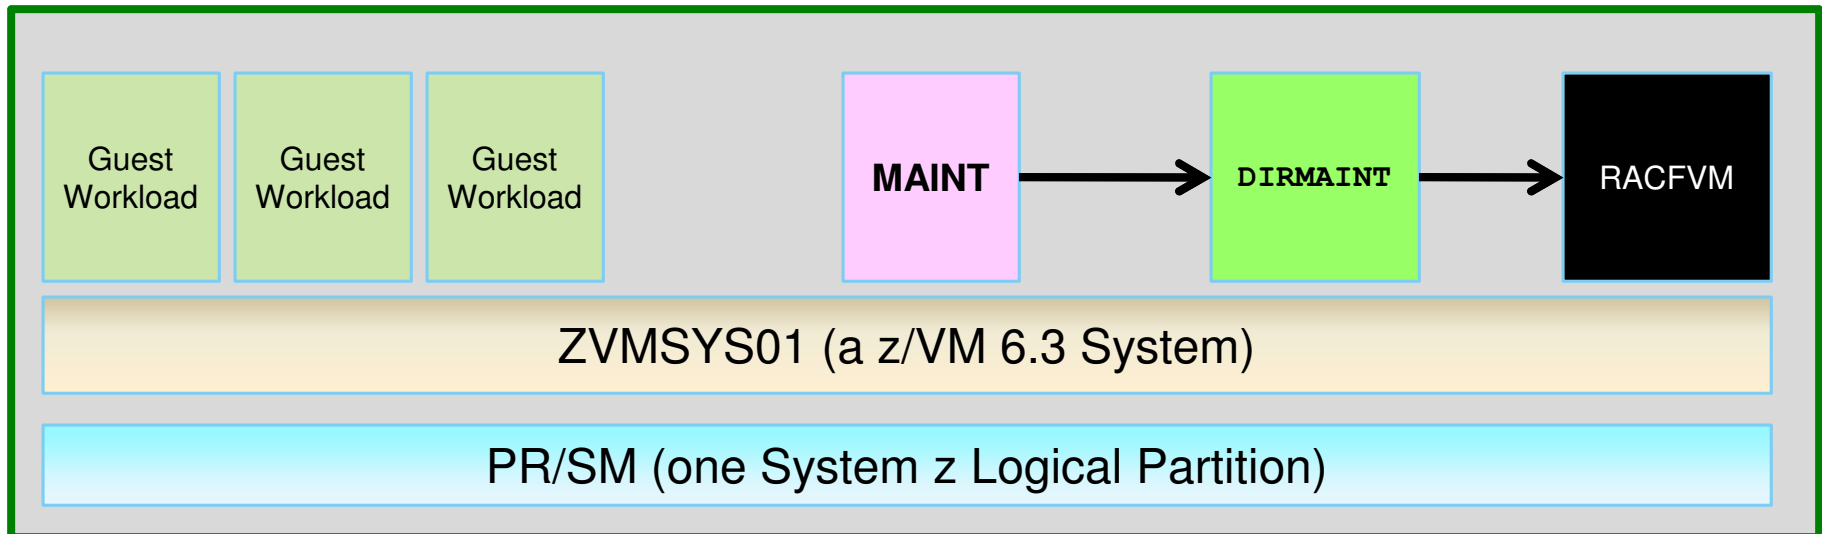 Guest
Workload
Guest
Workload
Guest
Workload
MAINT
DIRMAINT
RACFVM
ZVMSYS01 (a z/VM 6.3 System)
PR/SM (one System z Logical Partition)